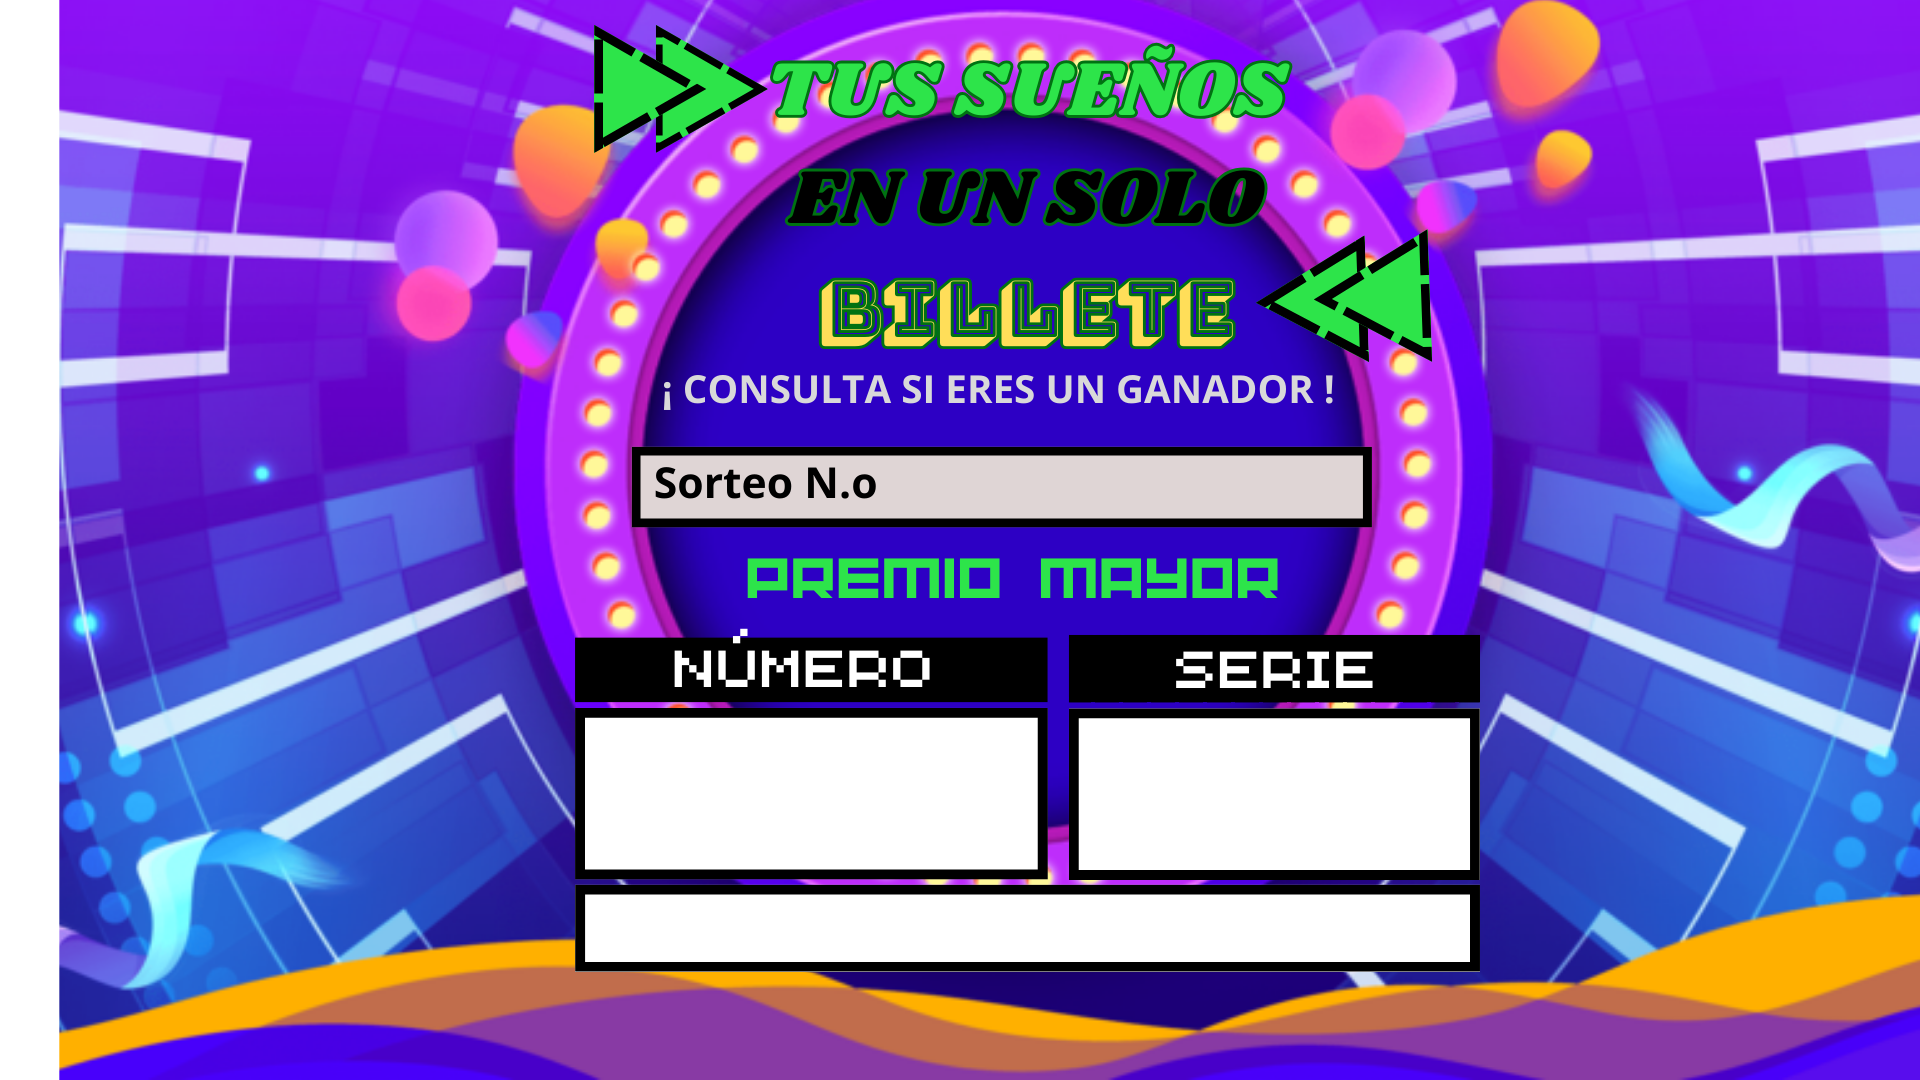 TUS SUEÑOS
EN UN SOLO
BILLETE
¡ CONSULTA SI ERES UN GANADOR !
Sorteo N.o
PREMIO MAYOR
NÚMERO SERIE